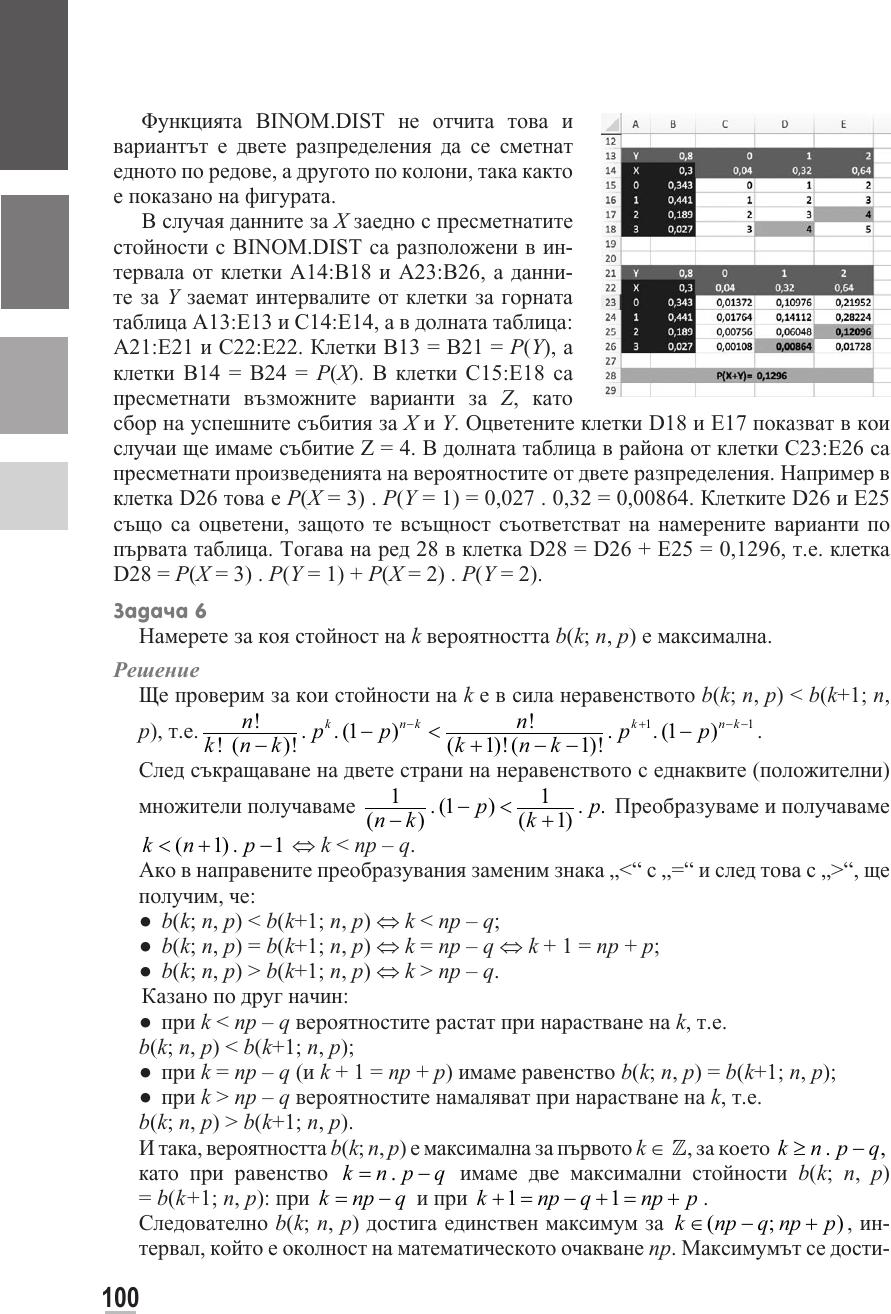 Функцията BINOM.DIST не отчита това и
вариантът е двете разпределения да се сметнат
едното по редове, а другото по колони, така както
е показано на фигурата.
В случая данните за X заедно с пресметнатите
стойности с BINOM.DIST са разположени в ин-
тервала от клетки A14:B18 и A23:B26, а данни-
те за Y заемат интервалите от клетки за горната
таблица A13:E13 и C14:E14, а в долната таблица:
A21:E21 и C22:E22. Клетки B13 = B21 = P(Y), а
клетки B14 = B24 = P(X). В клетки C15:E18 са
пресметнати възможните варианти за Z, като
A B C D E
12
13 Y 0,8 0 1 2
14 X 0,3 0,04 0,32 0,64
15 0 0,343 0 1 2
16 1 0,441 1 2 3
17 2 0,189 2 3 4
18 3 0,027 3 4 5
19
20
21 Y 0,8 0 1 2
22 X 0,3 0,04 0,32 0,64
23 0 0,343 0,01372 0,10976 0,21952
24 1 0,441 0,01764 0,14112 0,28224
25 2 0,189 0,00756 0,06048 0,12096
26 3 0,027 0,00108 0,00864 0,01728
27
28 P(X+Y)= 0,1296
29
сбор на успешните събития за X и Y. Оцветените клетки D18 и E17 показват в кои
случаи ще имаме събитие Z = 4. В долната таблица в района от клетки C23:E26 са
пресметнати произведенията на вероятностите от двете разпределения. Например в
клетка D26 това е P(X = 3) . P(Y = 1) = 0,027 . 0,32 = 0,00864. Клетките D26 и E25
също са оцветени, защото те всъщност съответстват на намерените варианти по
първата таблица. Тогава на ред 28 в клетка D28 = D26 + E25 = 0,1296, т.е. клетка
D28 = P(X = 3) . P(Y = 1) + P(X = 2) . P(Y = 2).
Задача 6
Намерете за коя стойност на k вероятността b(k; n, p) е максимална.
Решение
Ще проверим за кои стойности на k е в сила неравенството b(k; n, p) < b(k+1; n,
p), т.е. n!/(k! (n − k)!) . p^k . (1 − p)^(n−k) < n!/((k + 1)! (n − k − 1)!) . p^(k+1) . (1 − p)^(n−k−1) .
След съкращаване на двете страни на неравенството с еднаквите (положителни)
множители получаваме 1/(n − k) . (1 − p) < 1/(k + 1) . p. Преобразуваме и получаваме
k < (n + 1) . p − 1 ⇔ k < np – q.
Ако в направените преобразувания заменим знака „<“ с „=“ и след това с „>“, ще
получим, че:
● b(k; n, p) < b(k+1; n, p) ⇔ k < np – q;
● b(k; n, p) = b(k+1; n, p) ⇔ k = np – q ⇔ k + 1 = np + p;
● b(k; n, p) > b(k+1; n, p) ⇔ k > np – q.
Казано по друг начин:
● при k < np – q вероятностите растат при нарастване на k, т.е.
b(k; n, p) < b(k+1; n, p);
● при k = np – q (и k + 1 = np + p) имаме равенство b(k; n, p) = b(k+1; n, p);
● при k > np – q вероятностите намаляват при нарастване на k, т.е.
b(k; n, p) > b(k+1; n, p).
И така, вероятността b(k; n, p) е максимална за първото k ∈ ℤ, за което k ≥ n . p − q,
като при равенство k = n . p − q имаме две максимални стойности b(k; n, p)
= b(k+1; n, p): при k = np − q и при k + 1 = np − q + 1 = np + p .
Следователно b(k; n, p) достига единствен максимум за k ∈ (np − q; np + p), ин-
тервал, който е околност на математическото очакване np. Максимумът се дости-
100